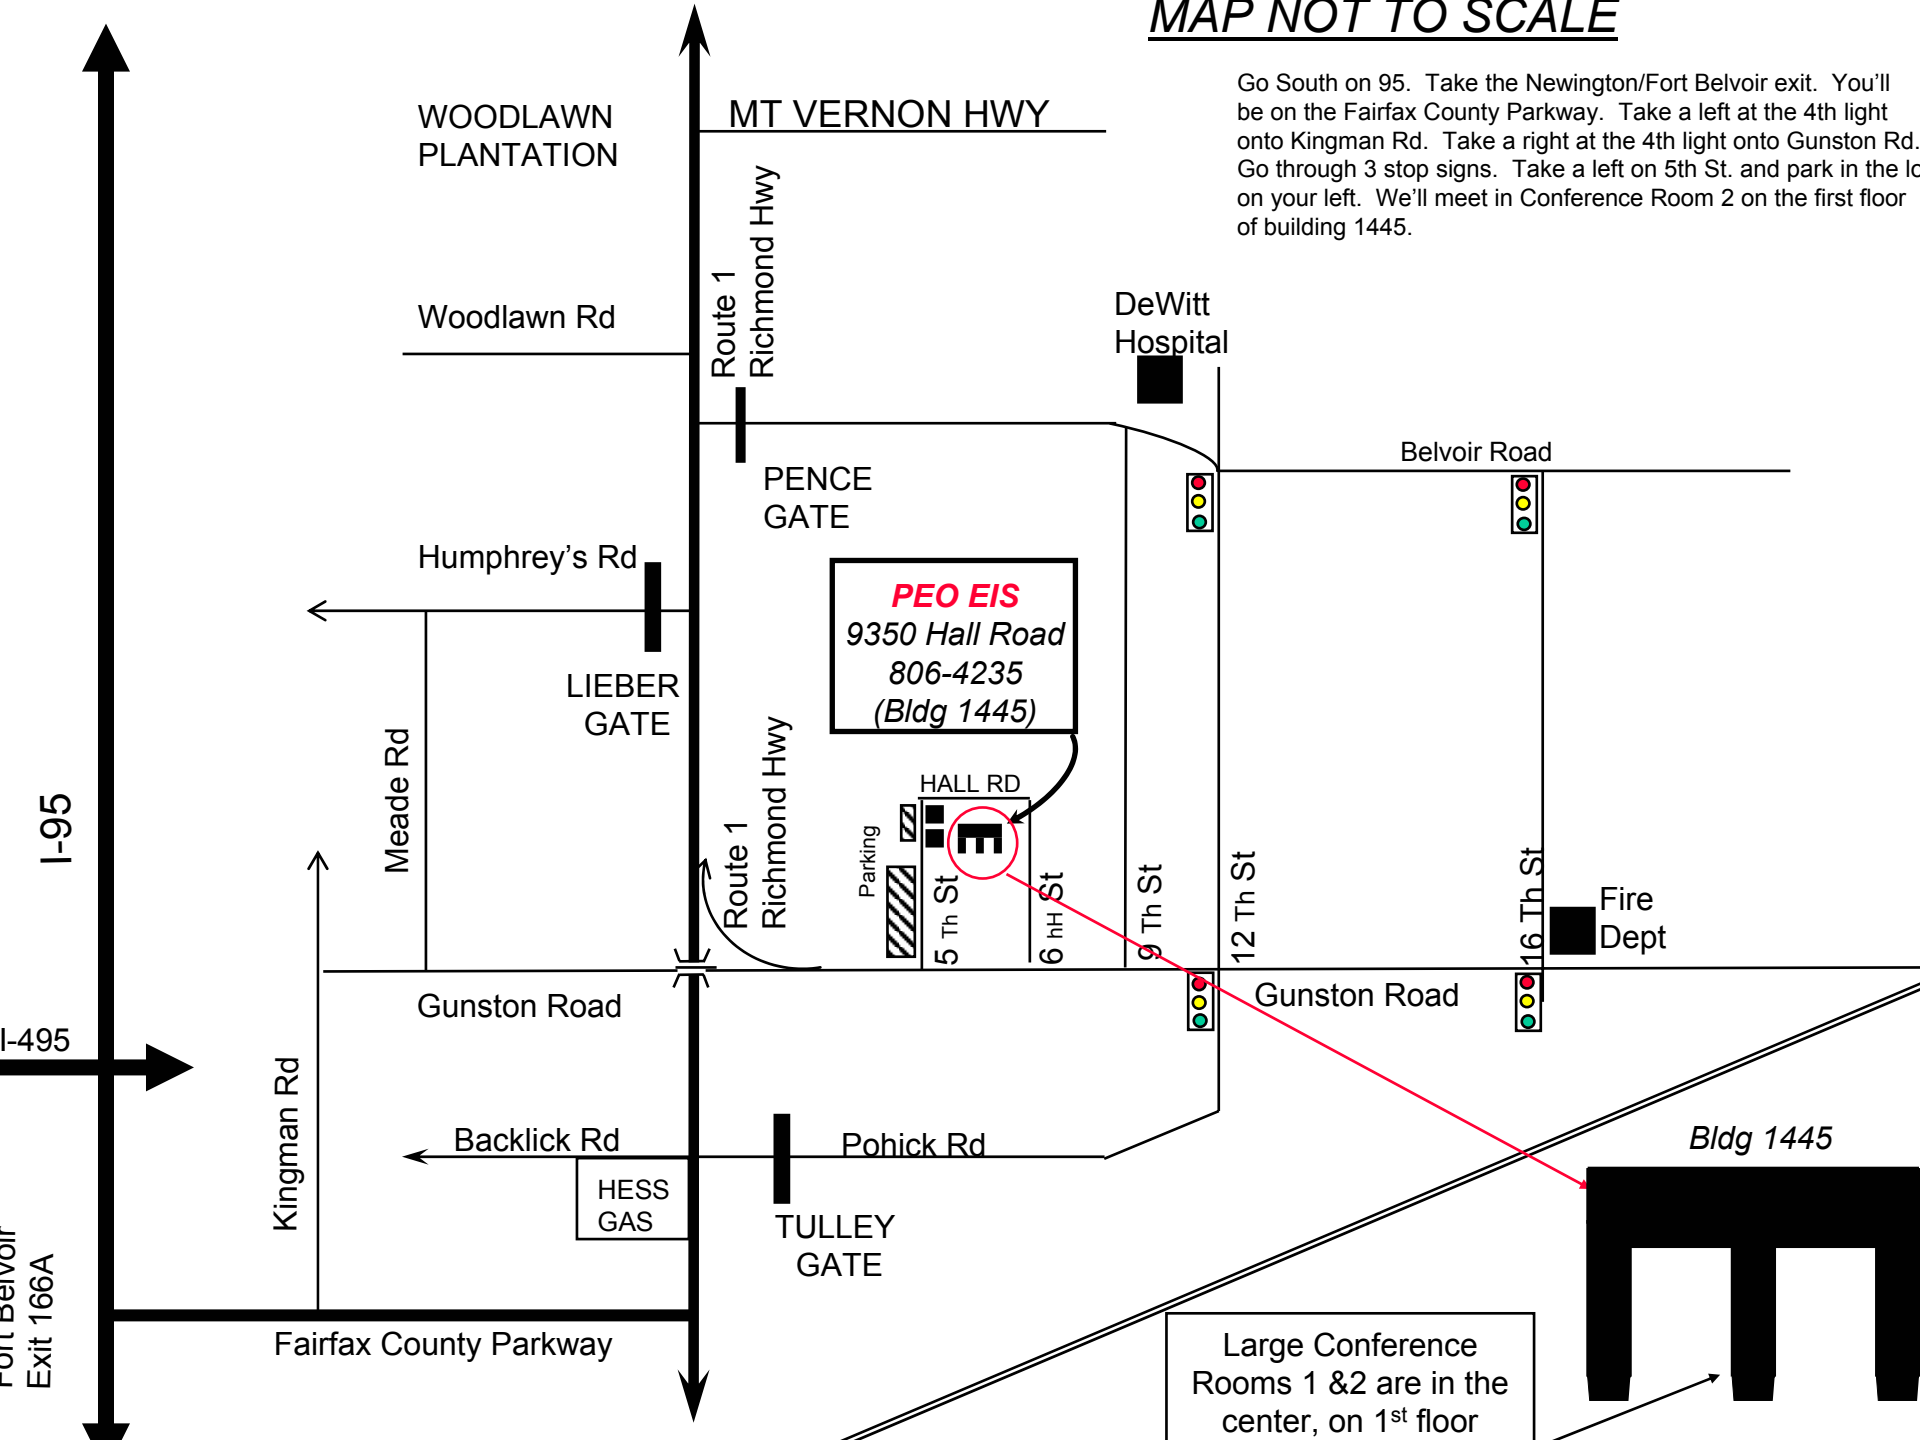 MAP NOT TO SCALE
Go South on 95. Take the Newington/Fort Belvoir exit. You'll
be on the Fairfax County Parkway. Take a left at the 4th light
onto Kingman Rd. Take a right at the 4th light onto Gunston Rd.
Go through 3 stop signs. Take a left on 5th St. and park in the
on your left. We'll meet in Conference Room 2 on the first floor
of building 1445.
WOODLAWN
PLANTATION
MT VERNON HWY
Route 1
Richmond Hwy
Woodlawn Rd
DeWitt
Hospital
Belvoir Road
PENCE
GATE
Humphrey's Rd
PEO EIS
9350 Hall Road
806-4235
(Bldg 1445)
LIEBER
GATE
Meade Rd
Route 1
Richmond Hwy
HALL RD
Parking
5 Th St
6 hH St
9 Th St
12 Th St
16 Th St
Fire
Dept
I-95
Gunston Road
Gunston Road
I-495
Kingman Rd
Backlick Rd
Pohick Rd
HESS
GAS
TULLEY
GATE
Bldg 1445
Fort Belvoir
Exit 166A
Fairfax County Parkway
Large Conference
Rooms 1 &2 are in the
center, on 1st floor